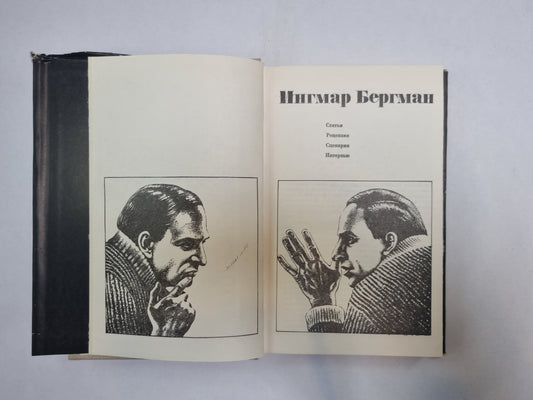 Ингмар Бергман
Статьи
Рецензии
Сценарии
Интервью